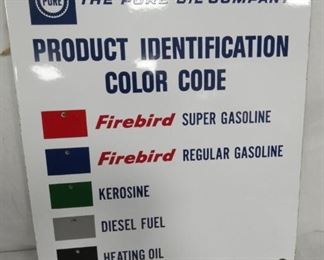 PURE
THE PURE OIL COMPANY
PRODUCT IDENTIFICATION
COLOR CODE
Firebird SUPER GASOLINE
Firebird REGULAR GASOLINE
KEROSINE
DIESEL FUEL
HEATING OIL